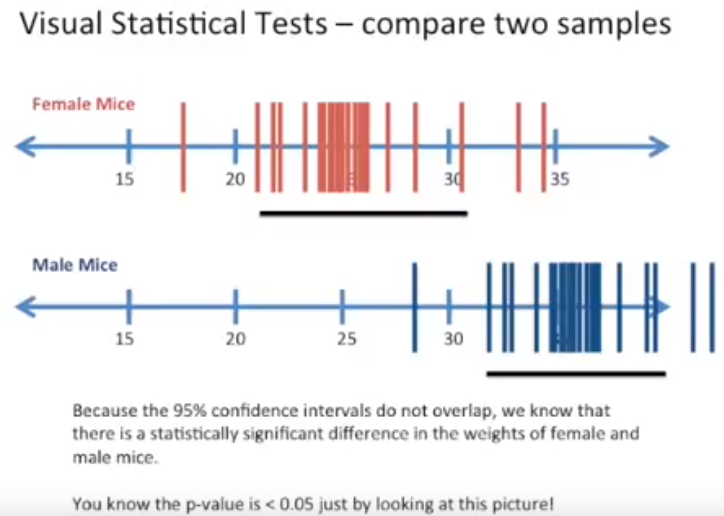 Visual Statistical Tests – compare two samples
Female Mice
15 20 30 35
Male Mice
15 20 25 30
Because the 95% confidence intervals do not overlap, we know that
there is a statistically significant difference in the weights of female and
male mice.
You know the p-value is < 0.05 just by looking at this picture!